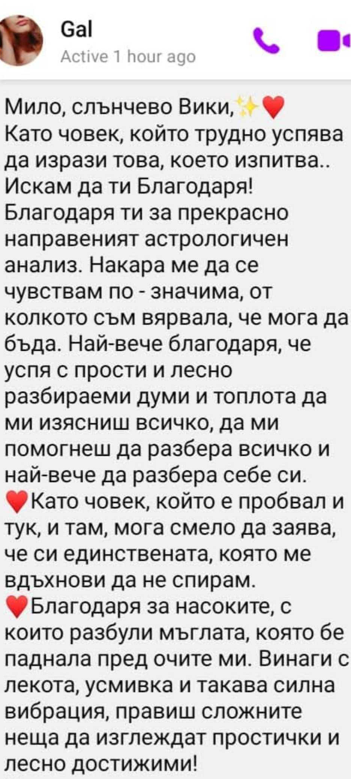 Gal
Active 1 hour ago
Мило, слънчево Вики,✨❤️
Като човек, който трудно успява
да изрази това, което изпитва..
Искам да ти Благодаря!
Благодаря ти за прекрасно
направеният астрологичен
анализ. Накара ме да се
чувствам по - значима, от
колкото съм вярвала, че мога да
бъда. Най-вече благодаря, че
успя с прости и лесно
разбираеми думи и топлота да
ми изясниш всичко, да ми
помогнеш да разбера всичко и
най-вече да разбера себе си.
❤️Като човек, който е пробвал и
тук, и там, мога смело да заява,
че си единствената, която ме
вдъхнови да не спирам.
❤️Благодаря за насоките, с
които разбули мъглата, която бе
паднала пред очите ми. Винаги с
лекота, усмивка и такава силна
вибрация, правиш сложните
неща да изглеждат простички и
лесно достижими!